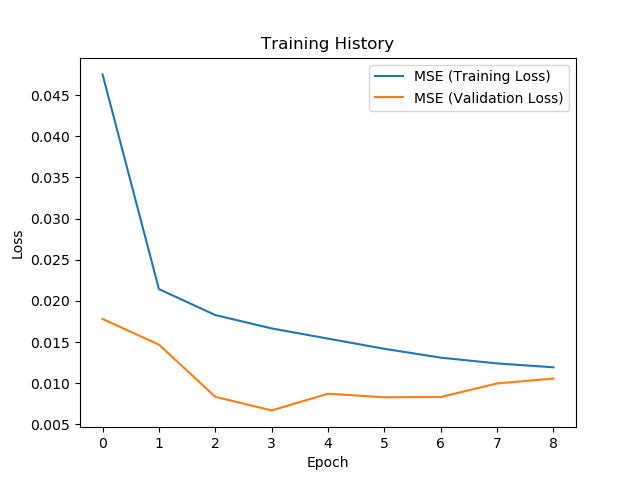 Training History
MSE (Training Loss)
MSE (Validation Loss)
0.045
0.040
0.035
0.030
0.025
0.020
0.015
0.010
0.005
Loss
0 1 2 3 4 5 6 7 8
Epoch